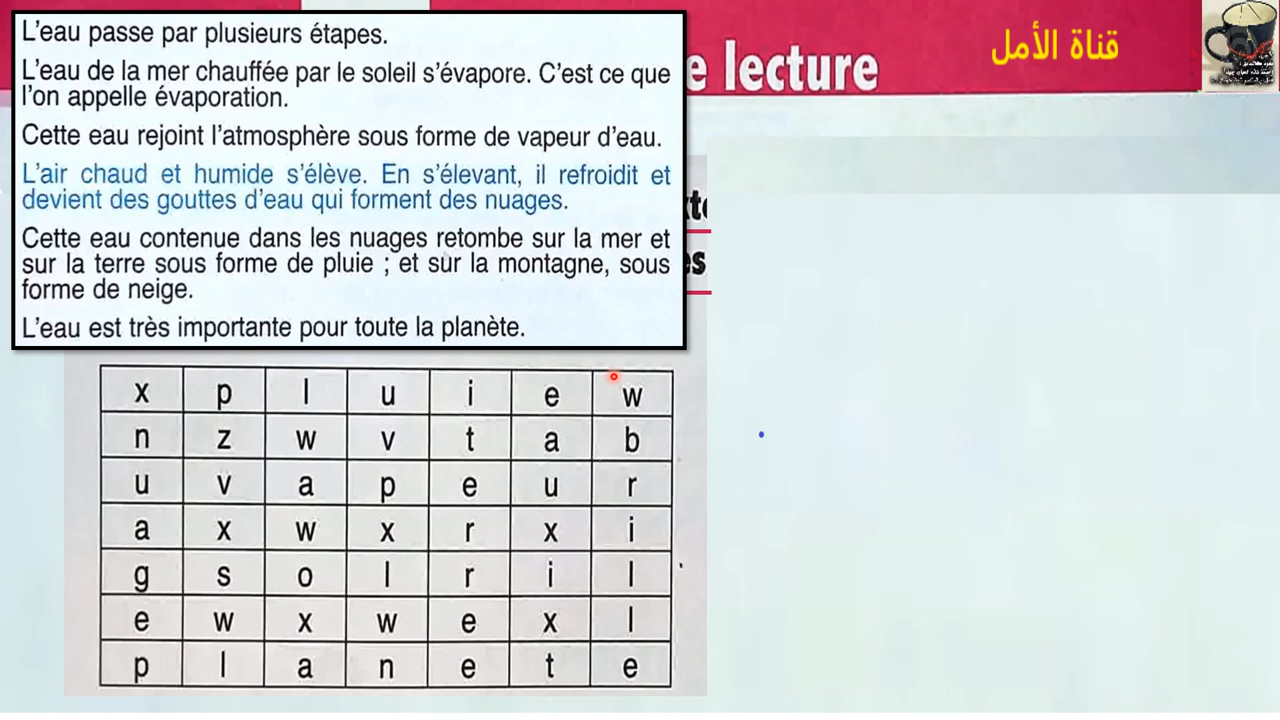 L'eau passe par plusieurs étapes.
L'eau de la mer chauffée par le soleil s'évapore. C'est ce que
l'on appelle évaporation.
Cette eau rejoint l'atmosphère sous forme de vapeur d'eau.
L'air chaud et humide s'élève. En s'élevant, il refroidit et
devient des gouttes d'eau qui forment des nuages.
Cette eau contenue dans les nuages retombe sur la mer et
sur la terre sous forme de pluie ; et sur la montagne, sous
forme de neige.
L'eau est très importante pour toute la planète.
e lecture
قناة الأمل
x p l u i e w
n z w v t a b
u v a p e u r
a x w x r x i
g s o l r i l
e w x w e x l
p l a n e t e